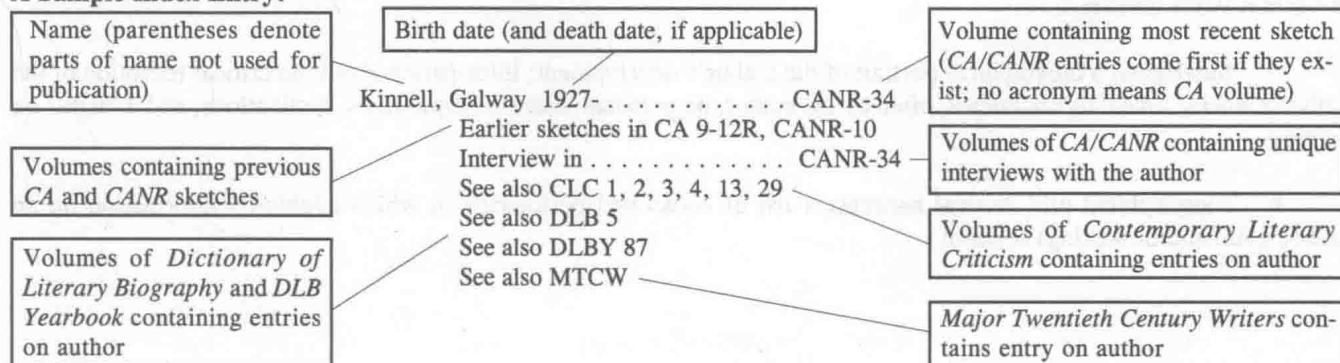 A Sample Index Entry:
Name (parentheses denote
parts of name not used for
publication)
Volumes containing previous
CA and CANR sketches
Volumes of Dictionary of
Literary Biography and DLB
Yearbook containing entries
on author
Birth date (and death date, if applicable)
Kinnell, Galway 1927- . . . . . . . . . . . . . . CANR-34
Earlier sketches in CA 9-12R, CANR-10
Interview in . . . . . . . . . . . . . . CANR-34
See also CLC 1, 2, 3, 4, 13, 29
See also DLB 5
See also DLBY 87
See also MTCW
Volume containing most recent sketch
(CA/CANR entries come first if they ex-
ist; no acronym means CA volume)
Volumes of CA/CANR containing unique
interviews with the author
Volumes of Contemporary Literary
Criticism containing entries on author
Major Twentieth Century Writers con-
tains entry on author